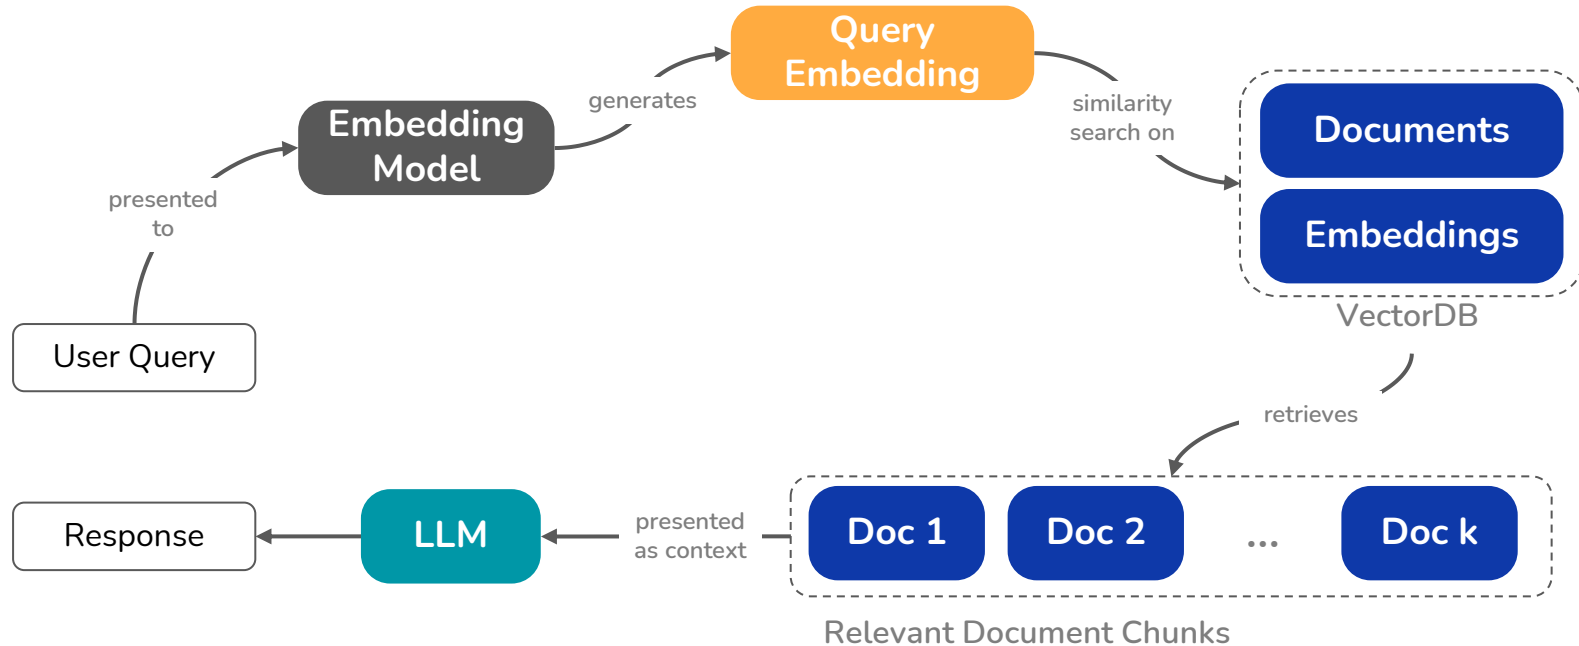 Query
Embedding
Embedding
Model
generates
similarity
search on
Documents
Embeddings
VectorDB
presented
to
User Query
retrieves
Response
LLM
presented
as context
Doc 1
Doc 2
...
Doc k
Relevant Document Chunks